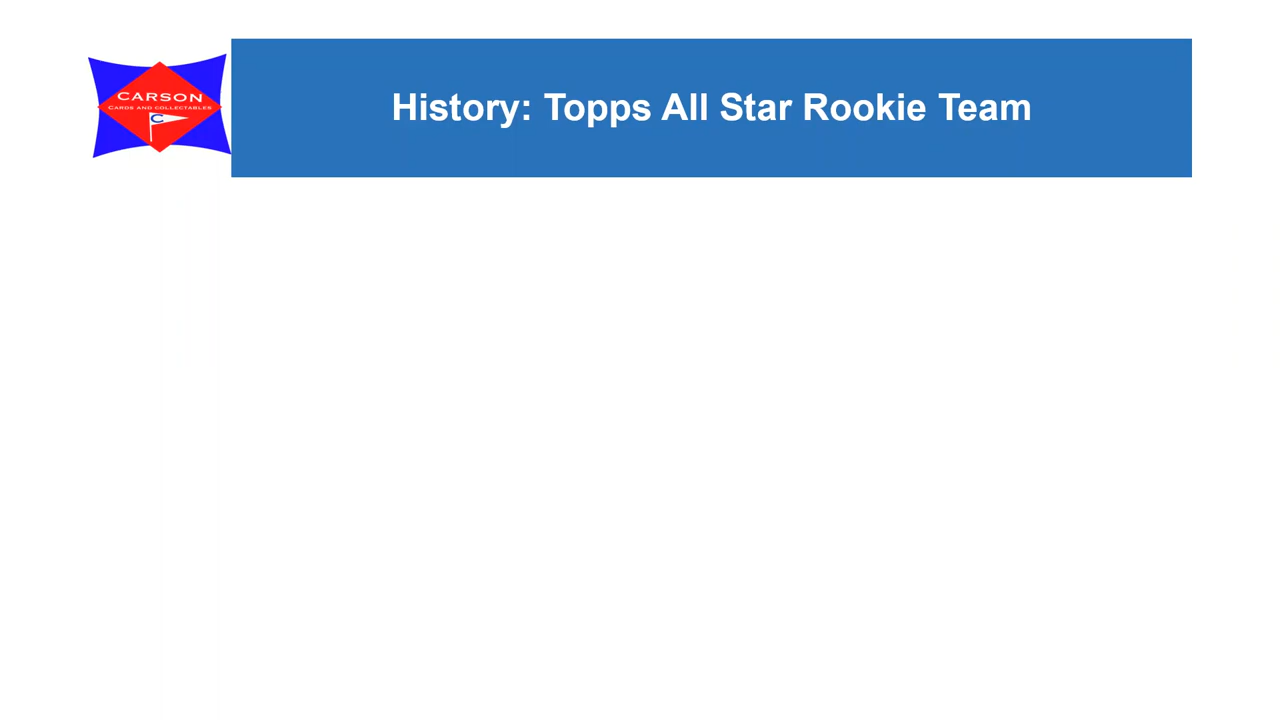 CARSON
CARDS AND COLLECTABLES
C
History: Topps All Star Rookie Team